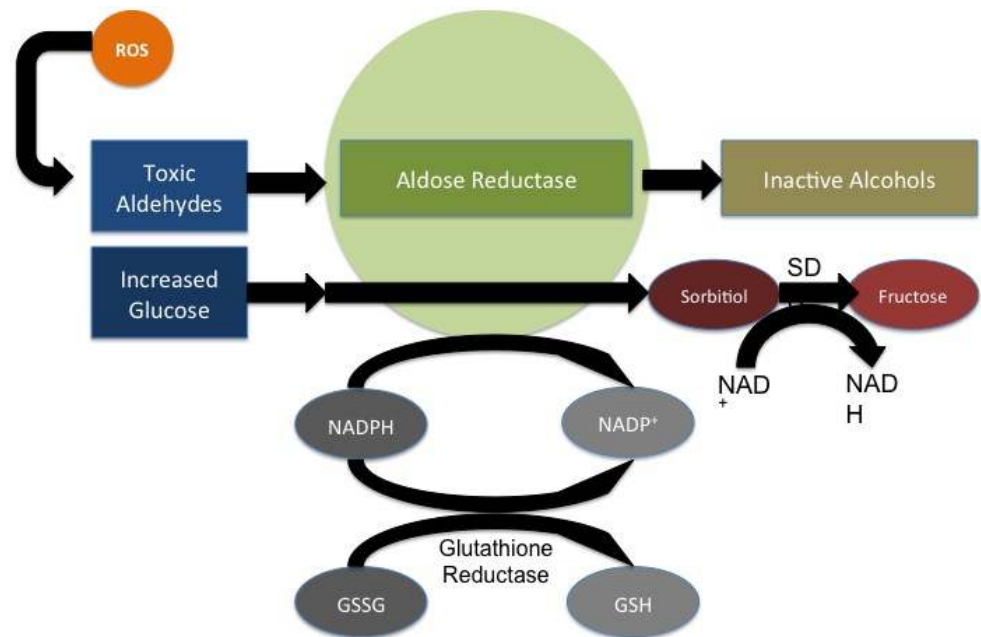 ROS
Toxic
Aldehydes
Aldose Reductase
Inactive Alcohols
Increased
Glucose
Sorbitiol
SD
Fructose
NAD
+
NAD
H
NADPH
NADP+
Glutathione
Reductase
GSSG
GSH